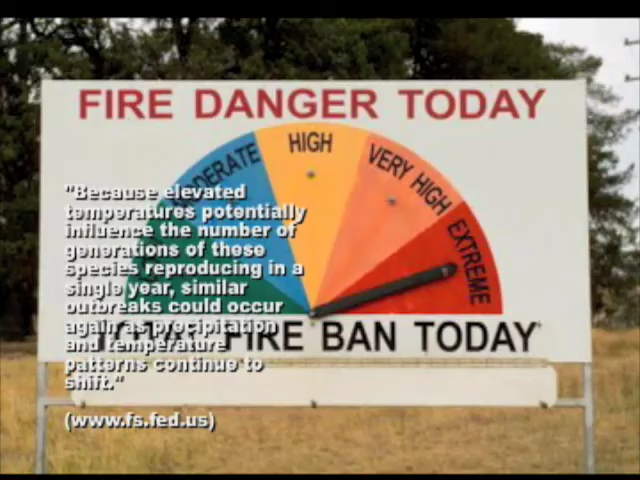 FIRE DANGER TODAY
MODERATE
HIGH
VERY HIGH
EXTREME
"Because elevated
temperatures potentially
influence the number of
generations of these
species reproducing in a
single year, similar
outbreaks could occur
again as precipitation
and temperature
patterns continue to
shift."
FIRE BAN TODAY
(www.fs.fed.us)